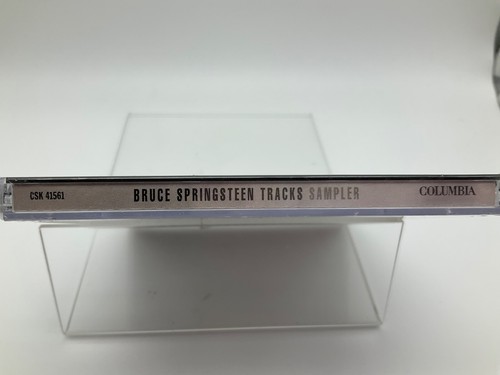 CSK 41561 BRUCE SPRINGSTEEN TRACKS SAMPLER COLUMBIA